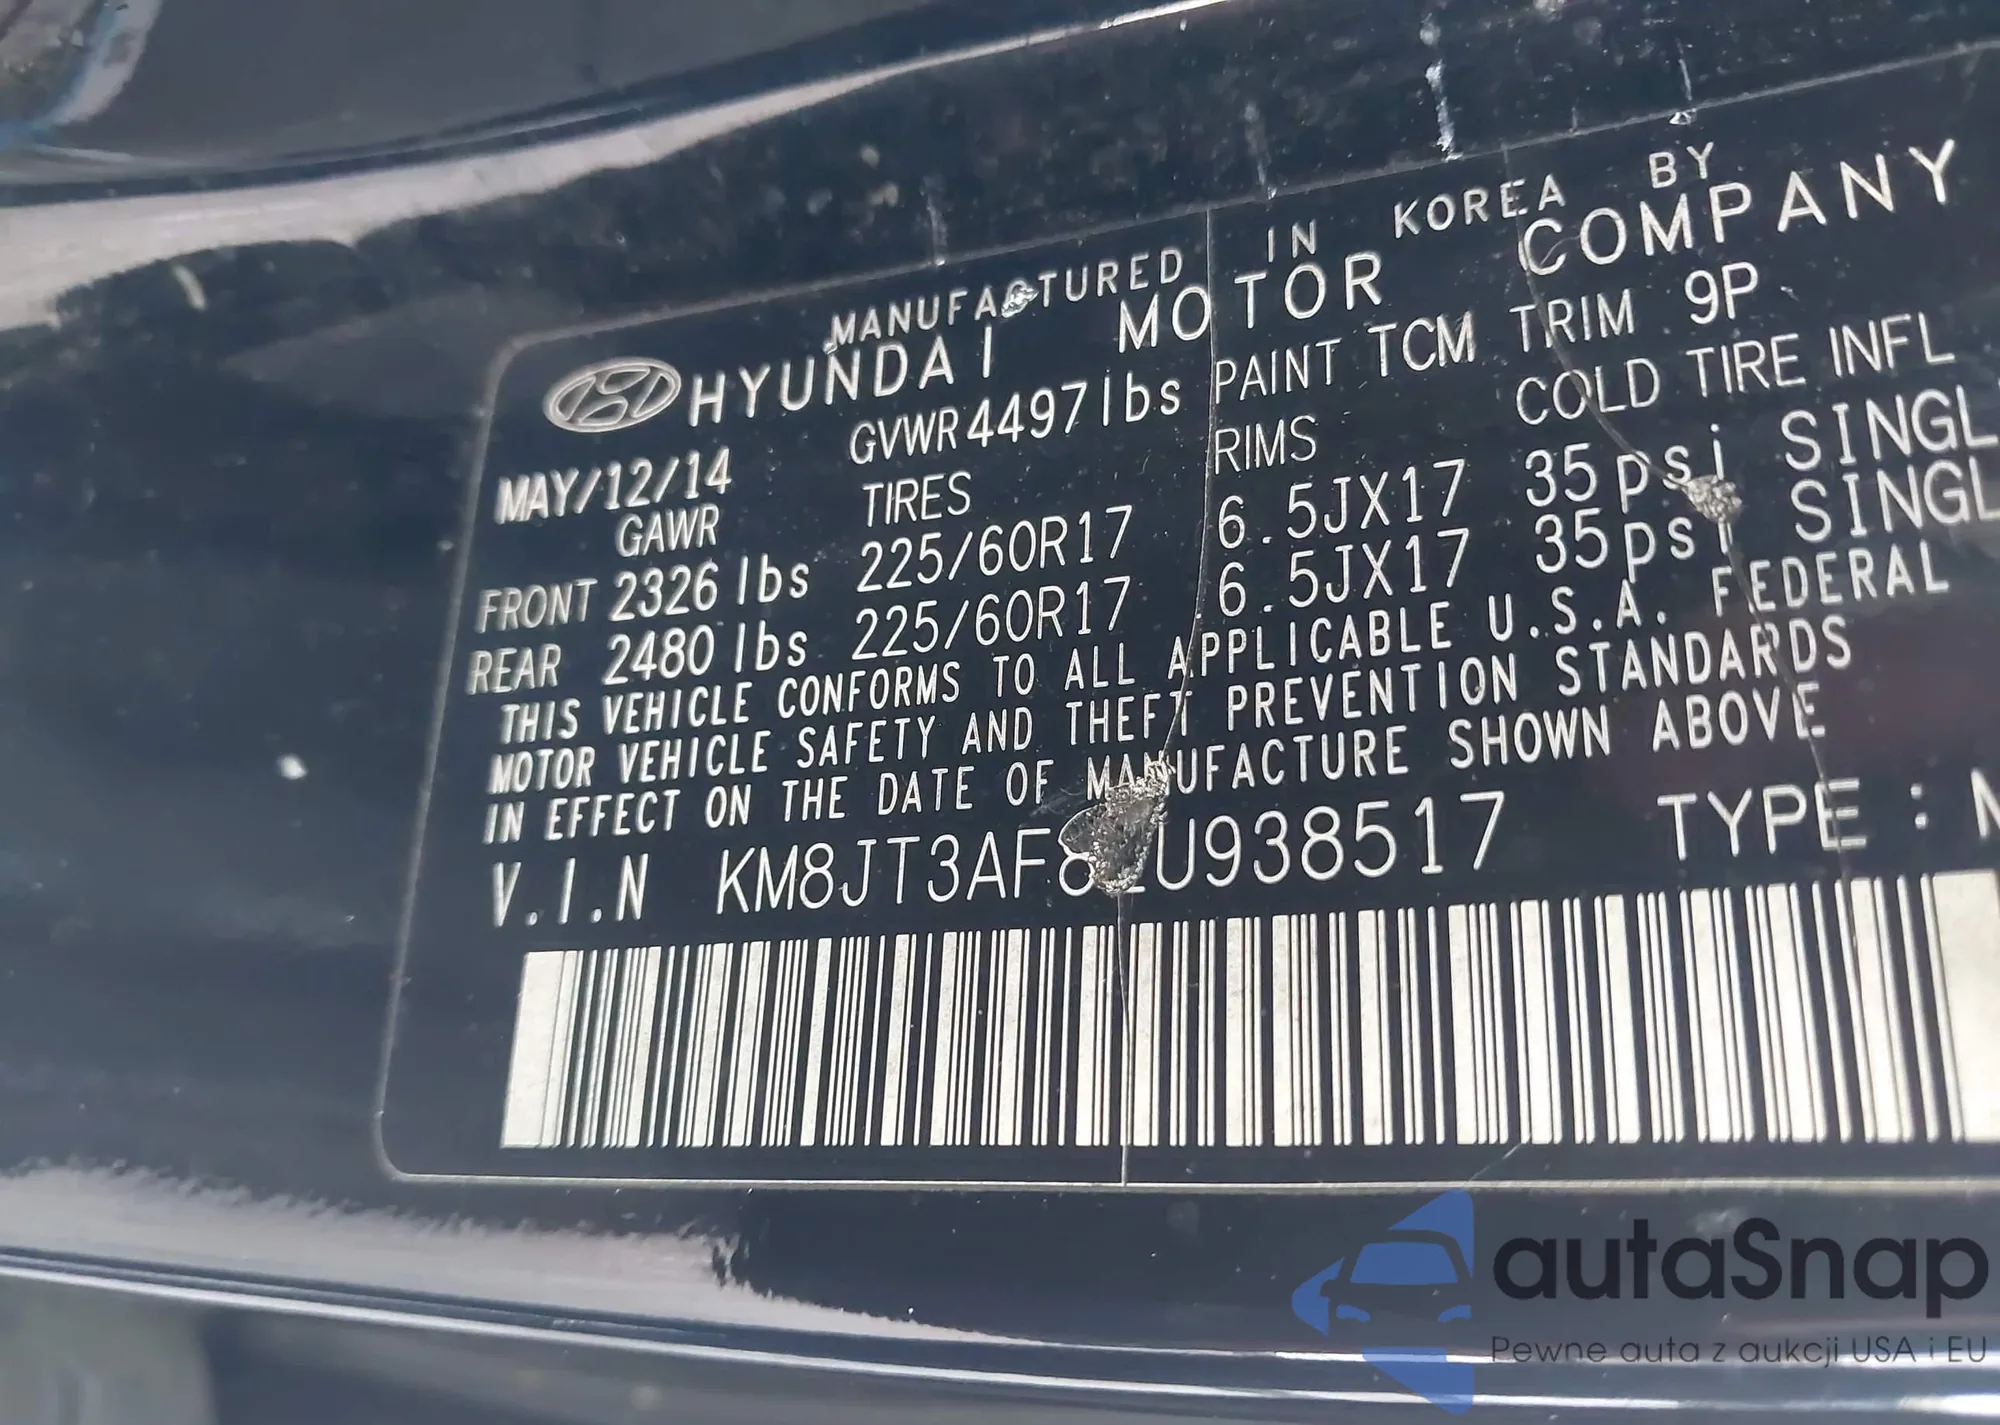 MANUFACTURED IN KOREA BY
HYUNDAI MOTOR COMPANY
MAY/12/14 GVWR 4497lbs PAINT TCM TRIM 9P
GAWR TIRES RIMS COLD TIRE INFL
FRONT 2326 lbs 225/60R17 6.5JX17 35psi SINGL
REAR 2480 lbs 225/60R17 6.5JX17 35psi SINGL
THIS VEHICLE CONFORMS TO ALL APPLICABLE U.S.A. FEDERAL
MOTOR VEHICLE SAFETY AND THEFT PREVENTION STANDARDS
IN EFFECT ON THE DATE OF MANUFACTURE SHOWN ABOVE
V.I.N TYPE :
autaSnap
Pewne auta z aukcji USA i EU